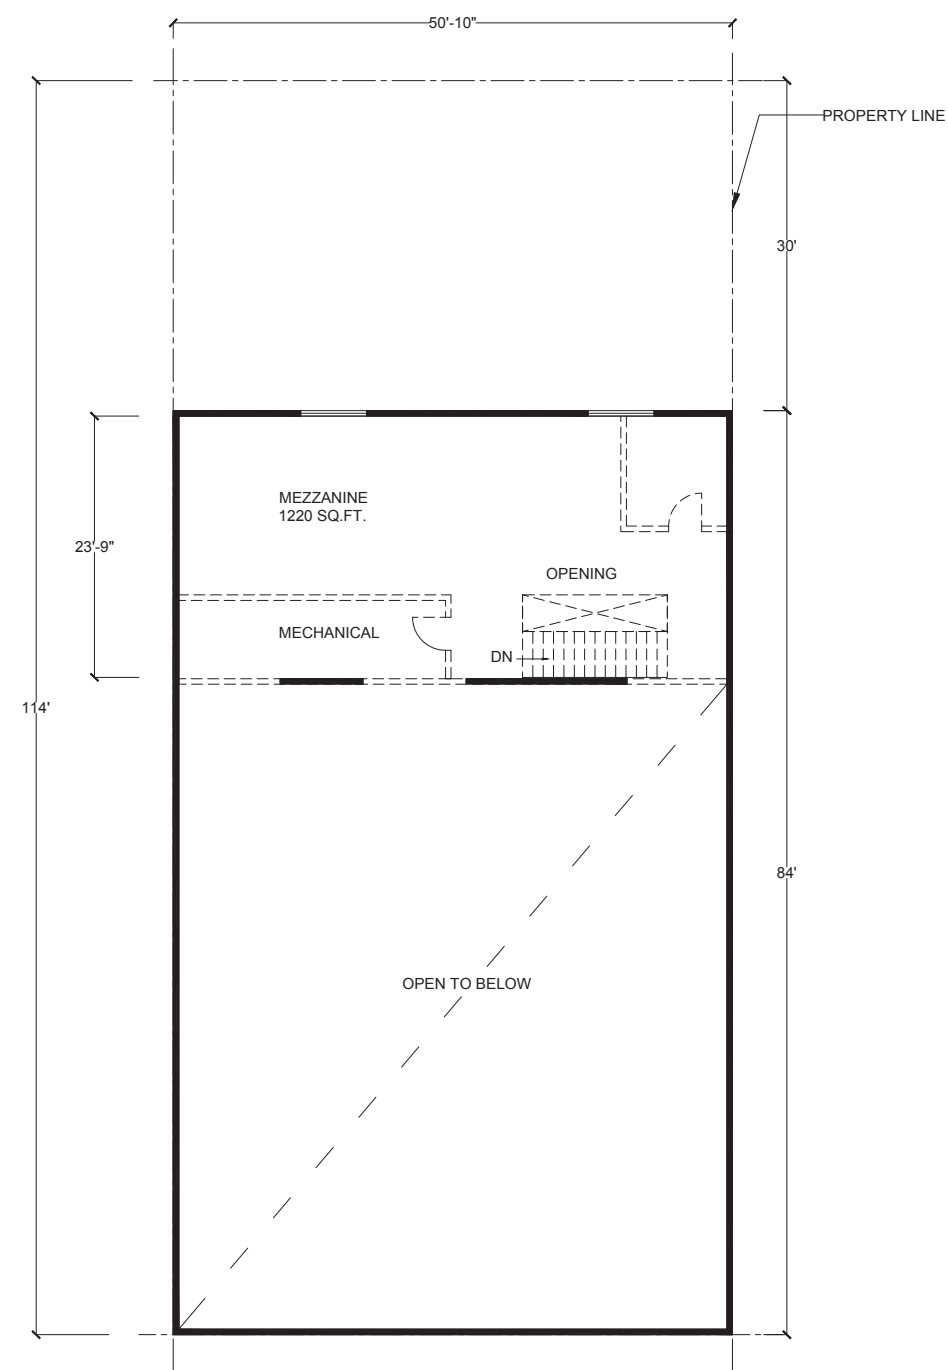 50'-10"
PROPERTY LINE
30'
MEZZANINE
1220 SQ.FT.
23'-9"
OPENING
MECHANICAL
DN
114'
84'
OPEN TO BELOW